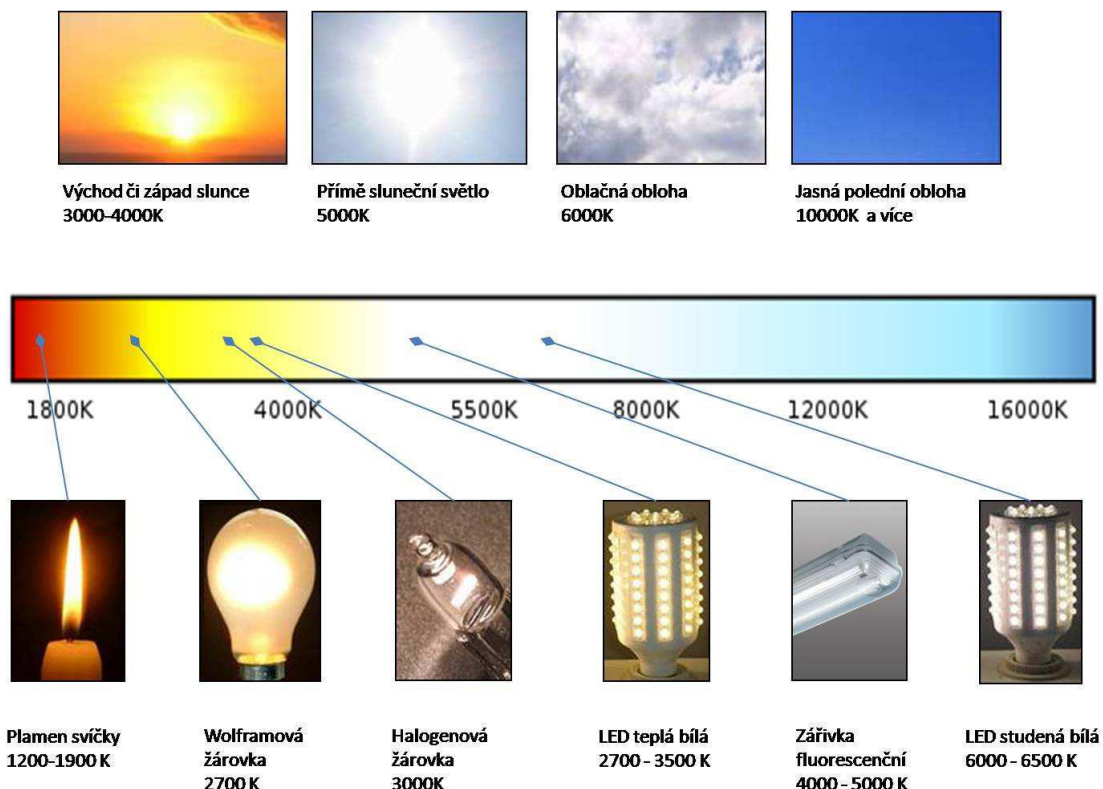 Východ či západ slunce
3000-4000K
Přímě sluneční světlo
5000K
Oblačná obloha
6000K
Jasná polední obloha
10000K a více
1800K
4000K
5500K
8000K
12000K
16000K
Plamen svíčky
1200-1900 K
Wolframová
žárovka
2700 K
Halogenová
žárovka
3000K
LED teplá bílá
2700 - 3500 K
Zářivka
fluorescenční
4000 - 5000 K
LED studená bílá
6000 - 6500 K